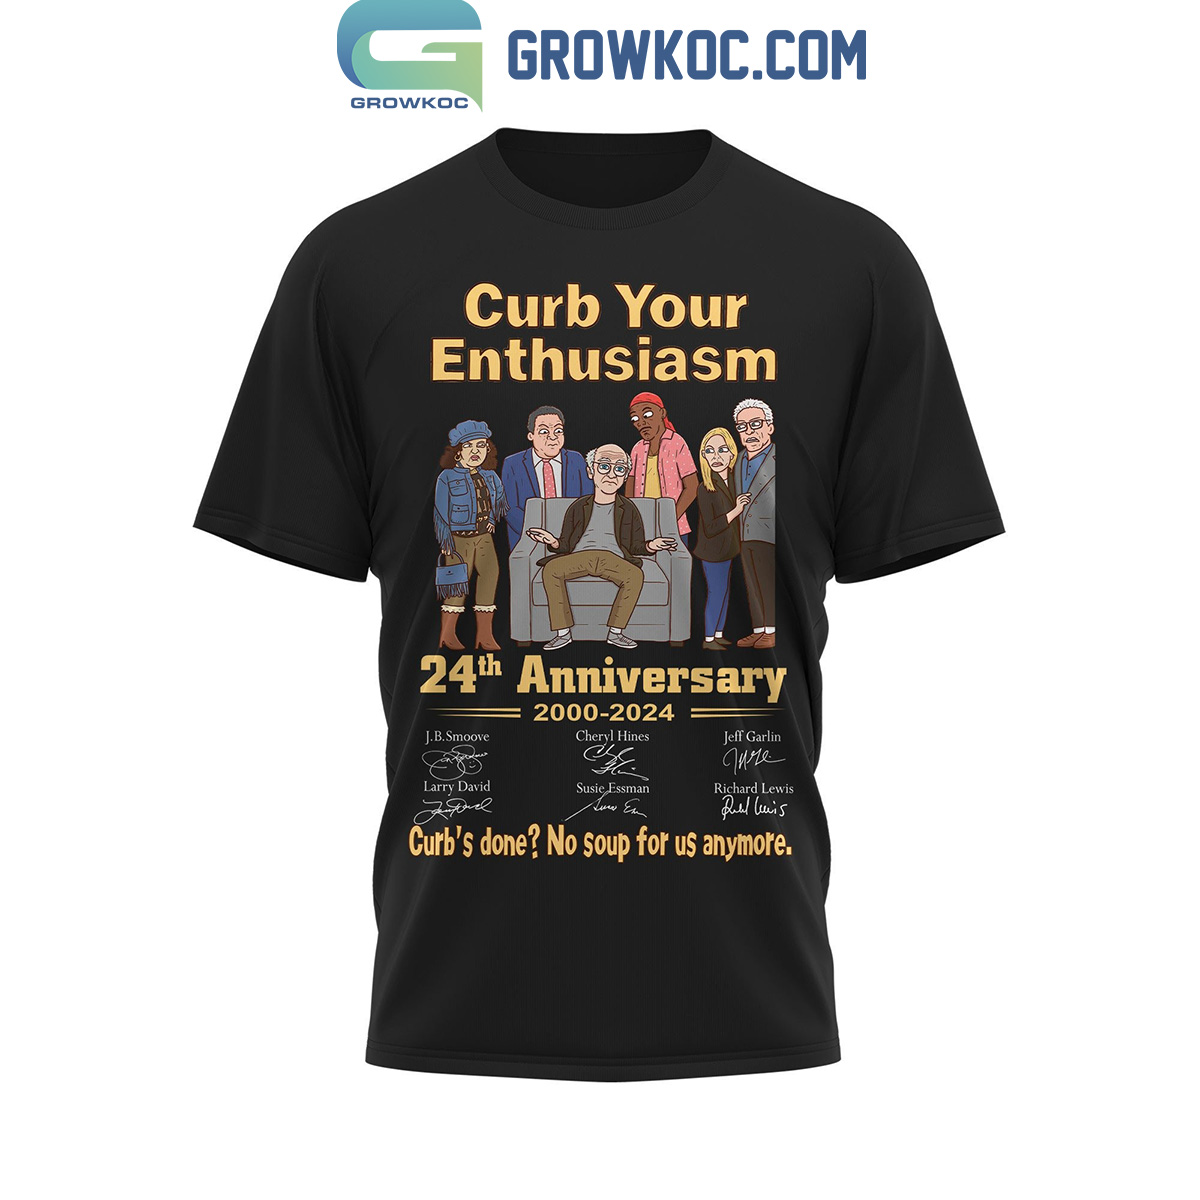 GROWKOC
GROWKOC.COM
Curb Your
Enthusiasm
24th Anniversary
2000-2024
J.B.Smoove Cheryl Hines Jeff Garlin
Larry David Susie Essman Richard Lewis
Curb's done? No soup for us anymore.